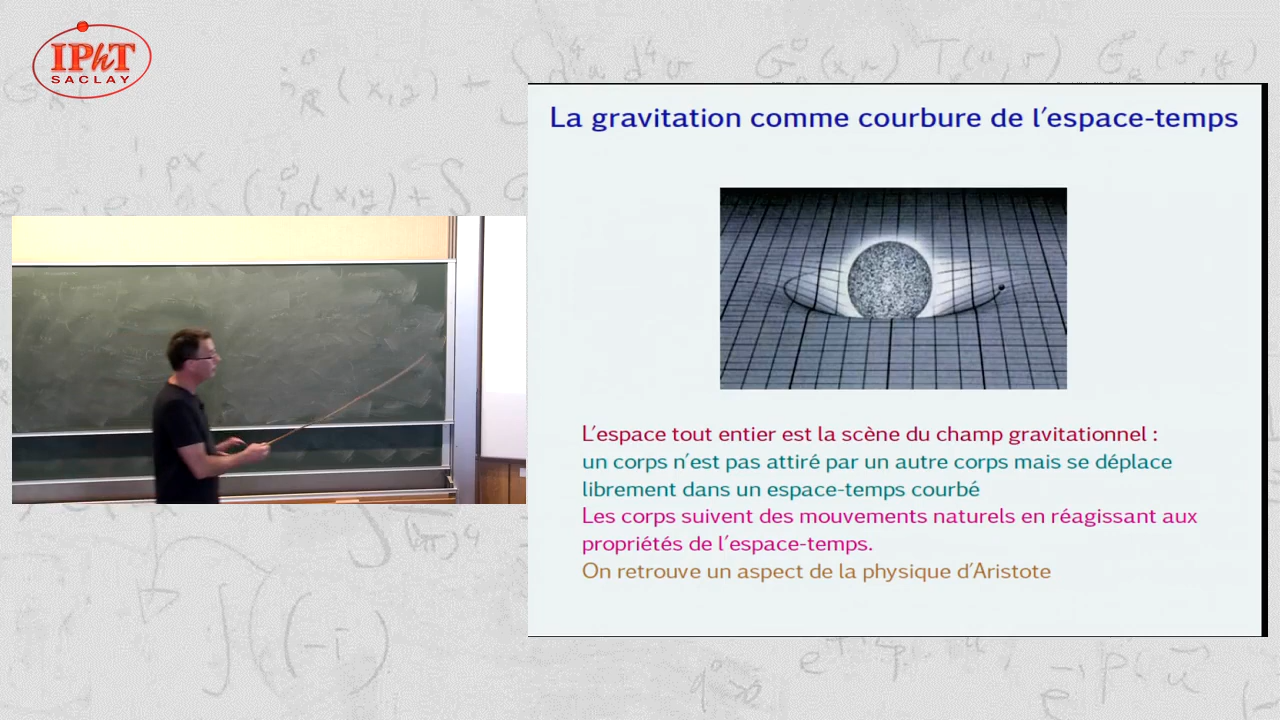 IPhT
SACLAY
La gravitation comme courbure de l'espace-temps
L'espace tout entier est la scène du champ gravitationnel :
un corps n'est pas attiré par un autre corps mais se déplace
librement dans un espace-temps courbé
Les corps suivent des mouvements naturels en réagissant aux
propriétés de l'espace-temps.
On retrouve un aspect de la physique d'Aristote